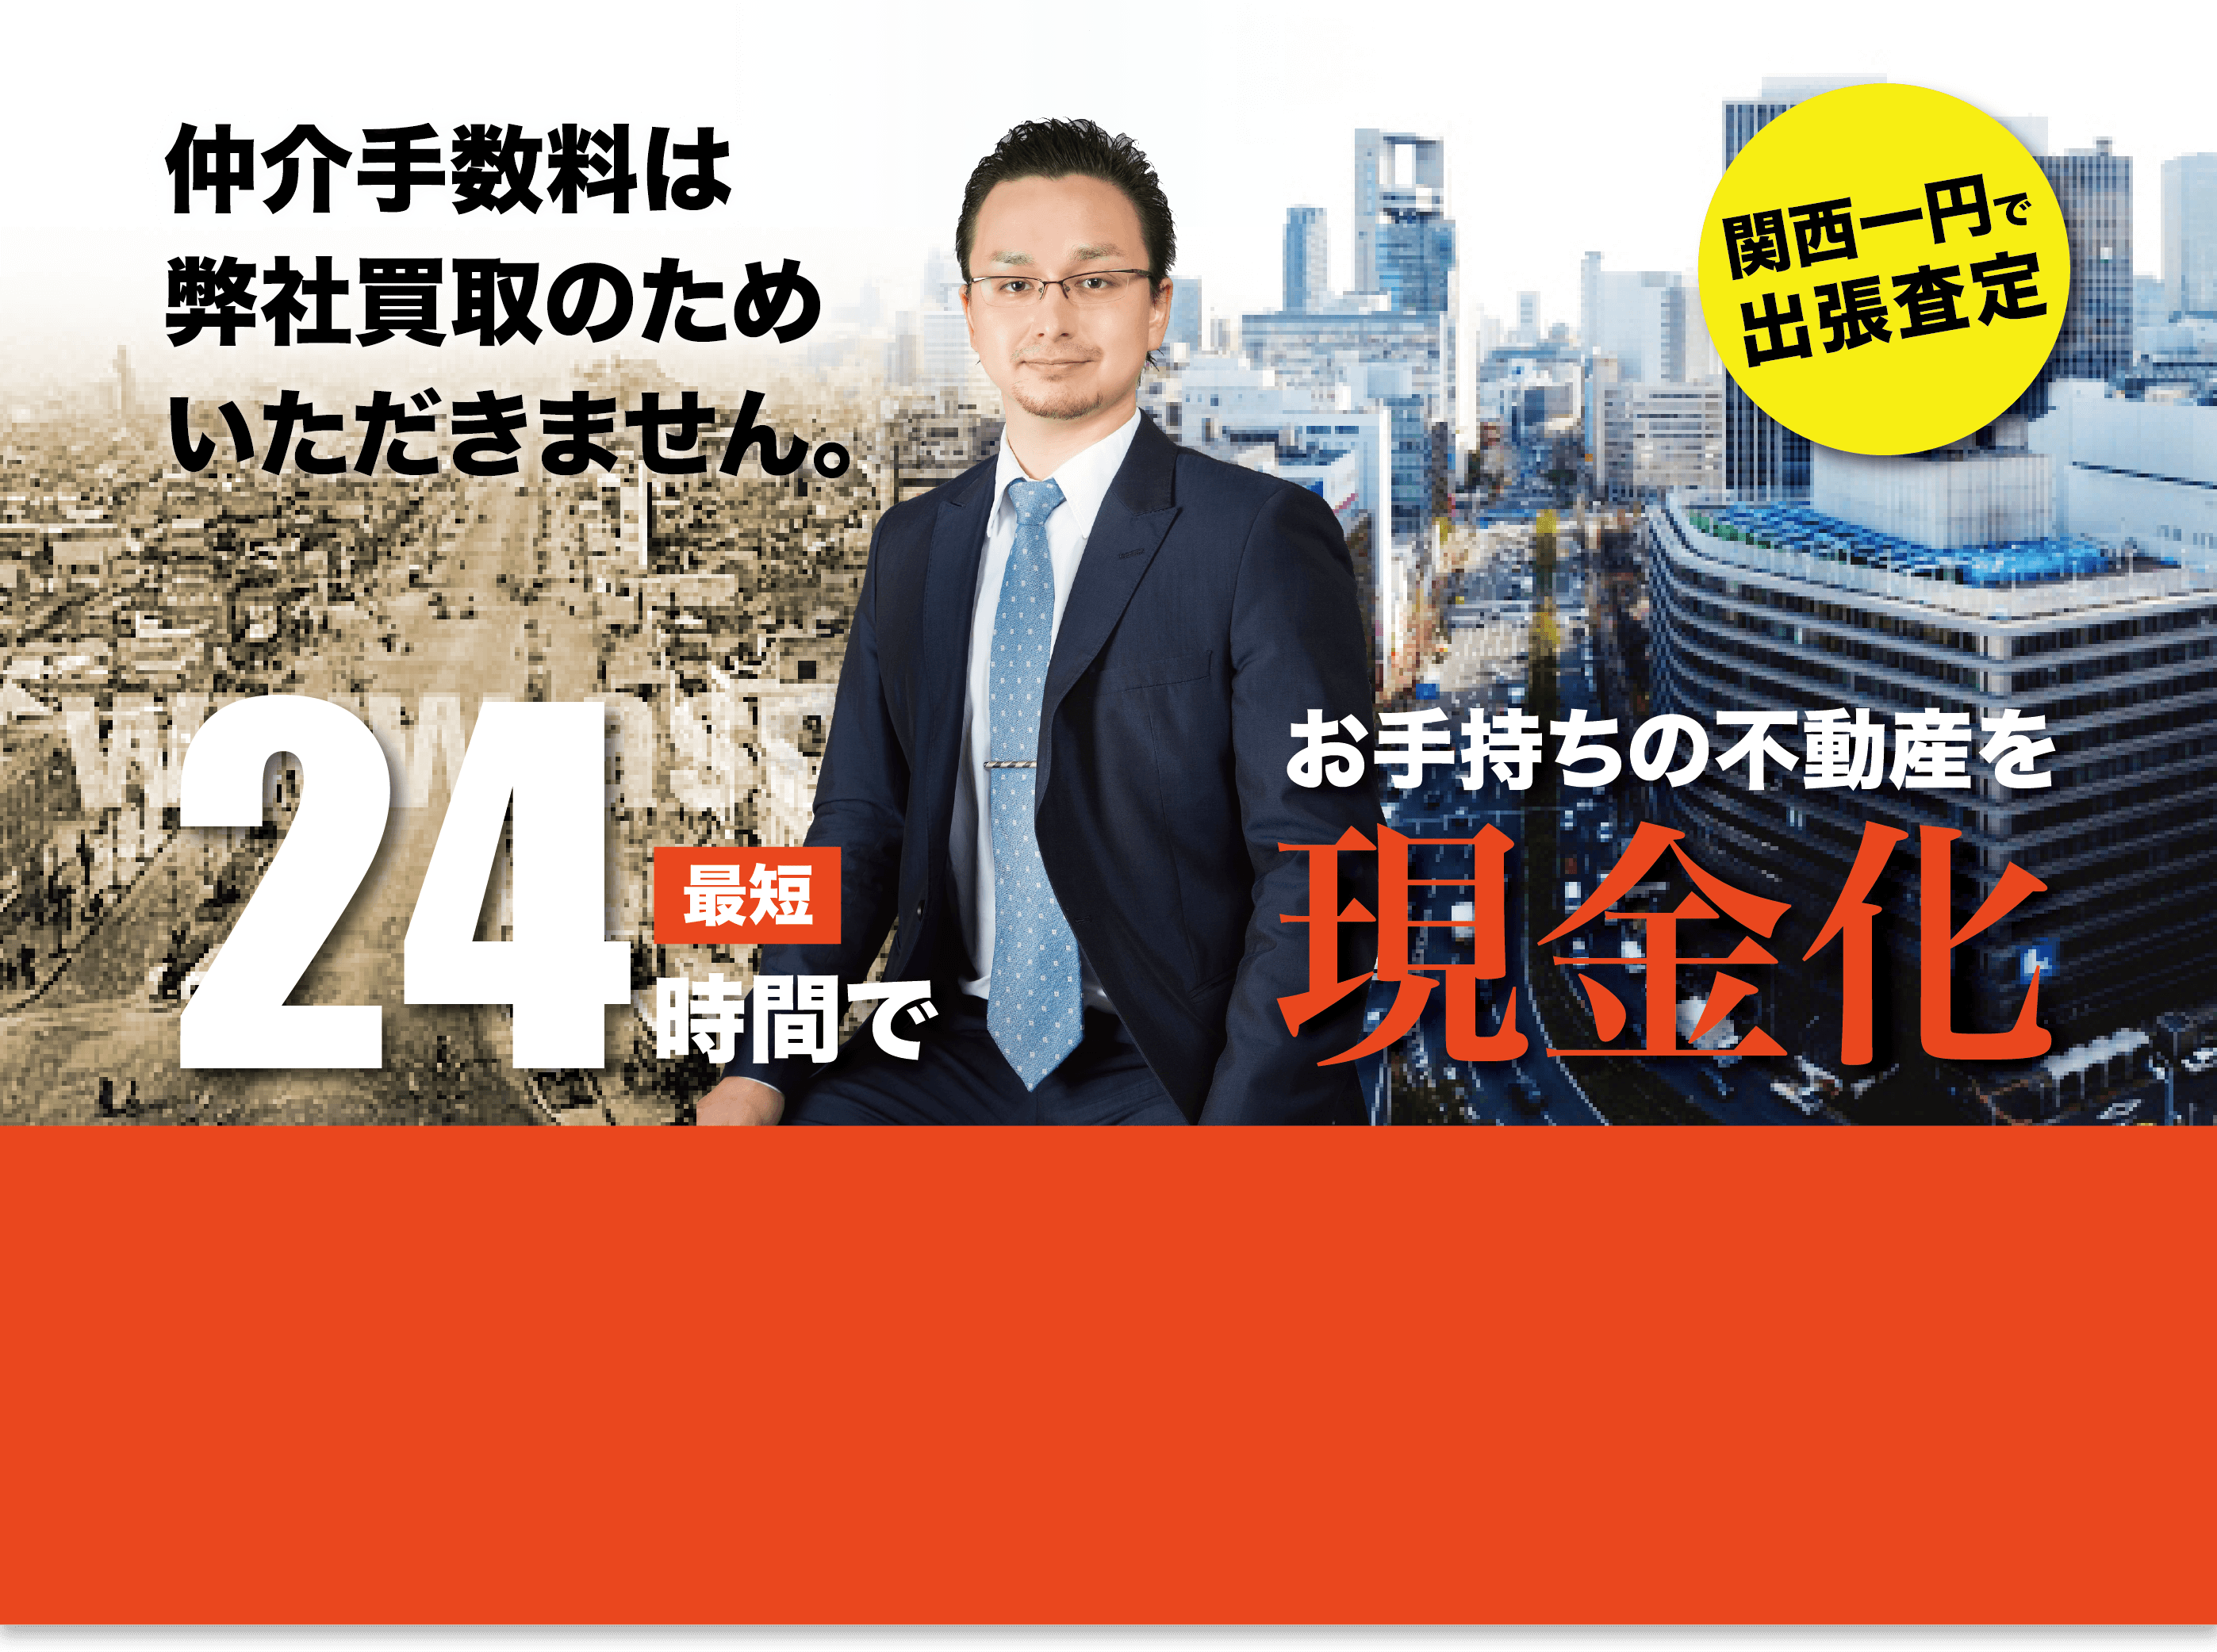 仲介手数料は
弊社買取のため
いただきません。
関西一円で
出張査定
24
最短
時間で
お手持ちの不動産を
現金化